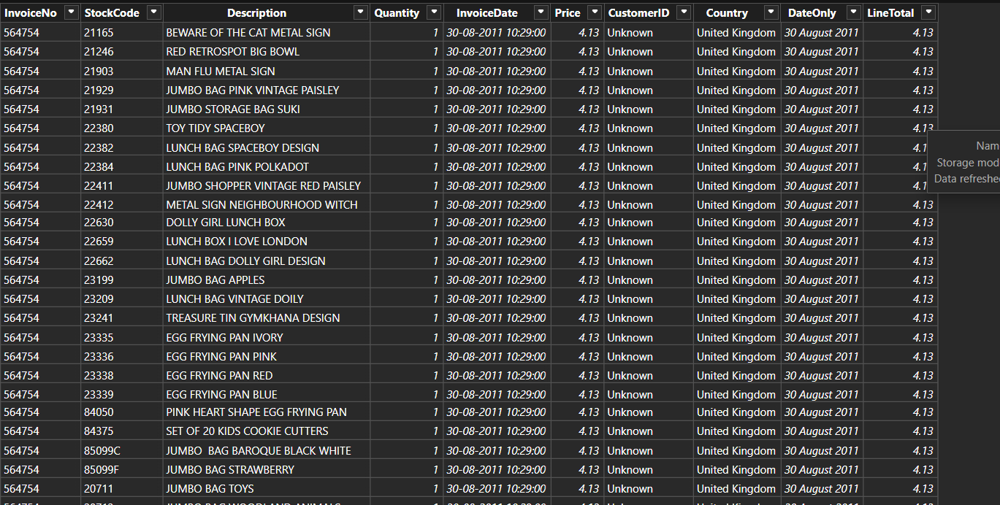 InvoiceNo StockCode Description Quantity InvoiceDate Price CustomerID Country DateOnly LineTotal
564754 21165 BEWARE OF THE CAT METAL SIGN 1 30-08-2011 10:29:00 4.13 Unknown United Kingdom 30 August 2011 4.13
564754 21246 RED RETROSPOT BIG BOWL 1 30-08-2011 10:29:00 4.13 Unknown United Kingdom 30 August 2011 4.13
564754 21903 MAN FLU METAL SIGN 1 30-08-2011 10:29:00 4.13 Unknown United Kingdom 30 August 2011 4.13
564754 21929 JUMBO BAG PINK VINTAGE PAISLEY 1 30-08-2011 10:29:00 4.13 Unknown United Kingdom 30 August 2011 4.13
564754 21931 JUMBO STORAGE BAG SUKI 1 30-08-2011 10:29:00 4.13 Unknown United Kingdom 30 August 2011 4.13
564754 22380 TOY TIDY SPACEBOY 1 30-08-2011 10:29:00 4.13 Unknown United Kingdom 30 August 2011 4.13
564754 22382 LUNCH BAG SPACEBOY DESIGN 1 30-08-2011 10:29:00 4.13 Unknown United Kingdom 30 August 2011 4.1
Nam
564754 22384 LUNCH BAG PINK POLKADOT 1 30-08-2011 10:29:00 4.13 Unknown United Kingdom 30 August 2011 4.1
Storage mod
564754 22411 JUMBO SHOPPER VINTAGE RED PAISLEY 1 30-08-2011 10:29:00 4.13 Unknown United Kingdom 30 August 2011 4.1
Data refreshe
564754 22412 METAL SIGN NEIGHBOURHOOD WITCH 1 30-08-2011 10:29:00 4.13 Unknown United Kingdom 30 August 2011 4.13
564754 22630 DOLLY GIRL LUNCH BOX 1 30-08-2011 10:29:00 4.13 Unknown United Kingdom 30 August 2011 4.13
564754 22659 LUNCH BOX I LOVE LONDON 1 30-08-2011 10:29:00 4.13 Unknown United Kingdom 30 August 2011 4.13
564754 22662 LUNCH BAG DOLLY GIRL DESIGN 1 30-08-2011 10:29:00 4.13 Unknown United Kingdom 30 August 2011 4.13
564754 23199 JUMBO BAG APPLES 1 30-08-2011 10:29:00 4.13 Unknown United Kingdom 30 August 2011 4.13
564754 23209 LUNCH BAG VINTAGE DOILY 1 30-08-2011 10:29:00 4.13 Unknown United Kingdom 30 August 2011 4.13
564754 23241 TREASURE TIN GYMKHANA DESIGN 1 30-08-2011 10:29:00 4.13 Unknown United Kingdom 30 August 2011 4.13
564754 23335 EGG FRYING PAN IVORY 1 30-08-2011 10:29:00 4.13 Unknown United Kingdom 30 August 2011 4.13
564754 23336 EGG FRYING PAN PINK 1 30-08-2011 10:29:00 4.13 Unknown United Kingdom 30 August 2011 4.13
564754 23338 EGG FRYING PAN RED 1 30-08-2011 10:29:00 4.13 Unknown United Kingdom 30 August 2011 4.13
564754 23339 EGG FRYING PAN BLUE 1 30-08-2011 10:29:00 4.13 Unknown United Kingdom 30 August 2011 4.13
564754 84050 PINK HEART SHAPE EGG FRYING PAN 1 30-08-2011 10:29:00 4.13 Unknown United Kingdom 30 August 2011 4.13
564754 84375 SET OF 20 KIDS COOKIE CUTTERS 1 30-08-2011 10:29:00 4.13 Unknown United Kingdom 30 August 2011 4.13
564754 85099C JUMBO  BAG BAROQUE BLACK WHITE 1 30-08-2011 10:29:00 4.13 Unknown United Kingdom 30 August 2011 4.13
564754 85099F JUMBO BAG STRAWBERRY 1 30-08-2011 10:29:00 4.13 Unknown United Kingdom 30 August 2011 4.13
564754 20711 JUMBO BAG TOYS 1 30-08-2011 10:29:00 4.13 Unknown United Kingdom 30 August 2011 4.13